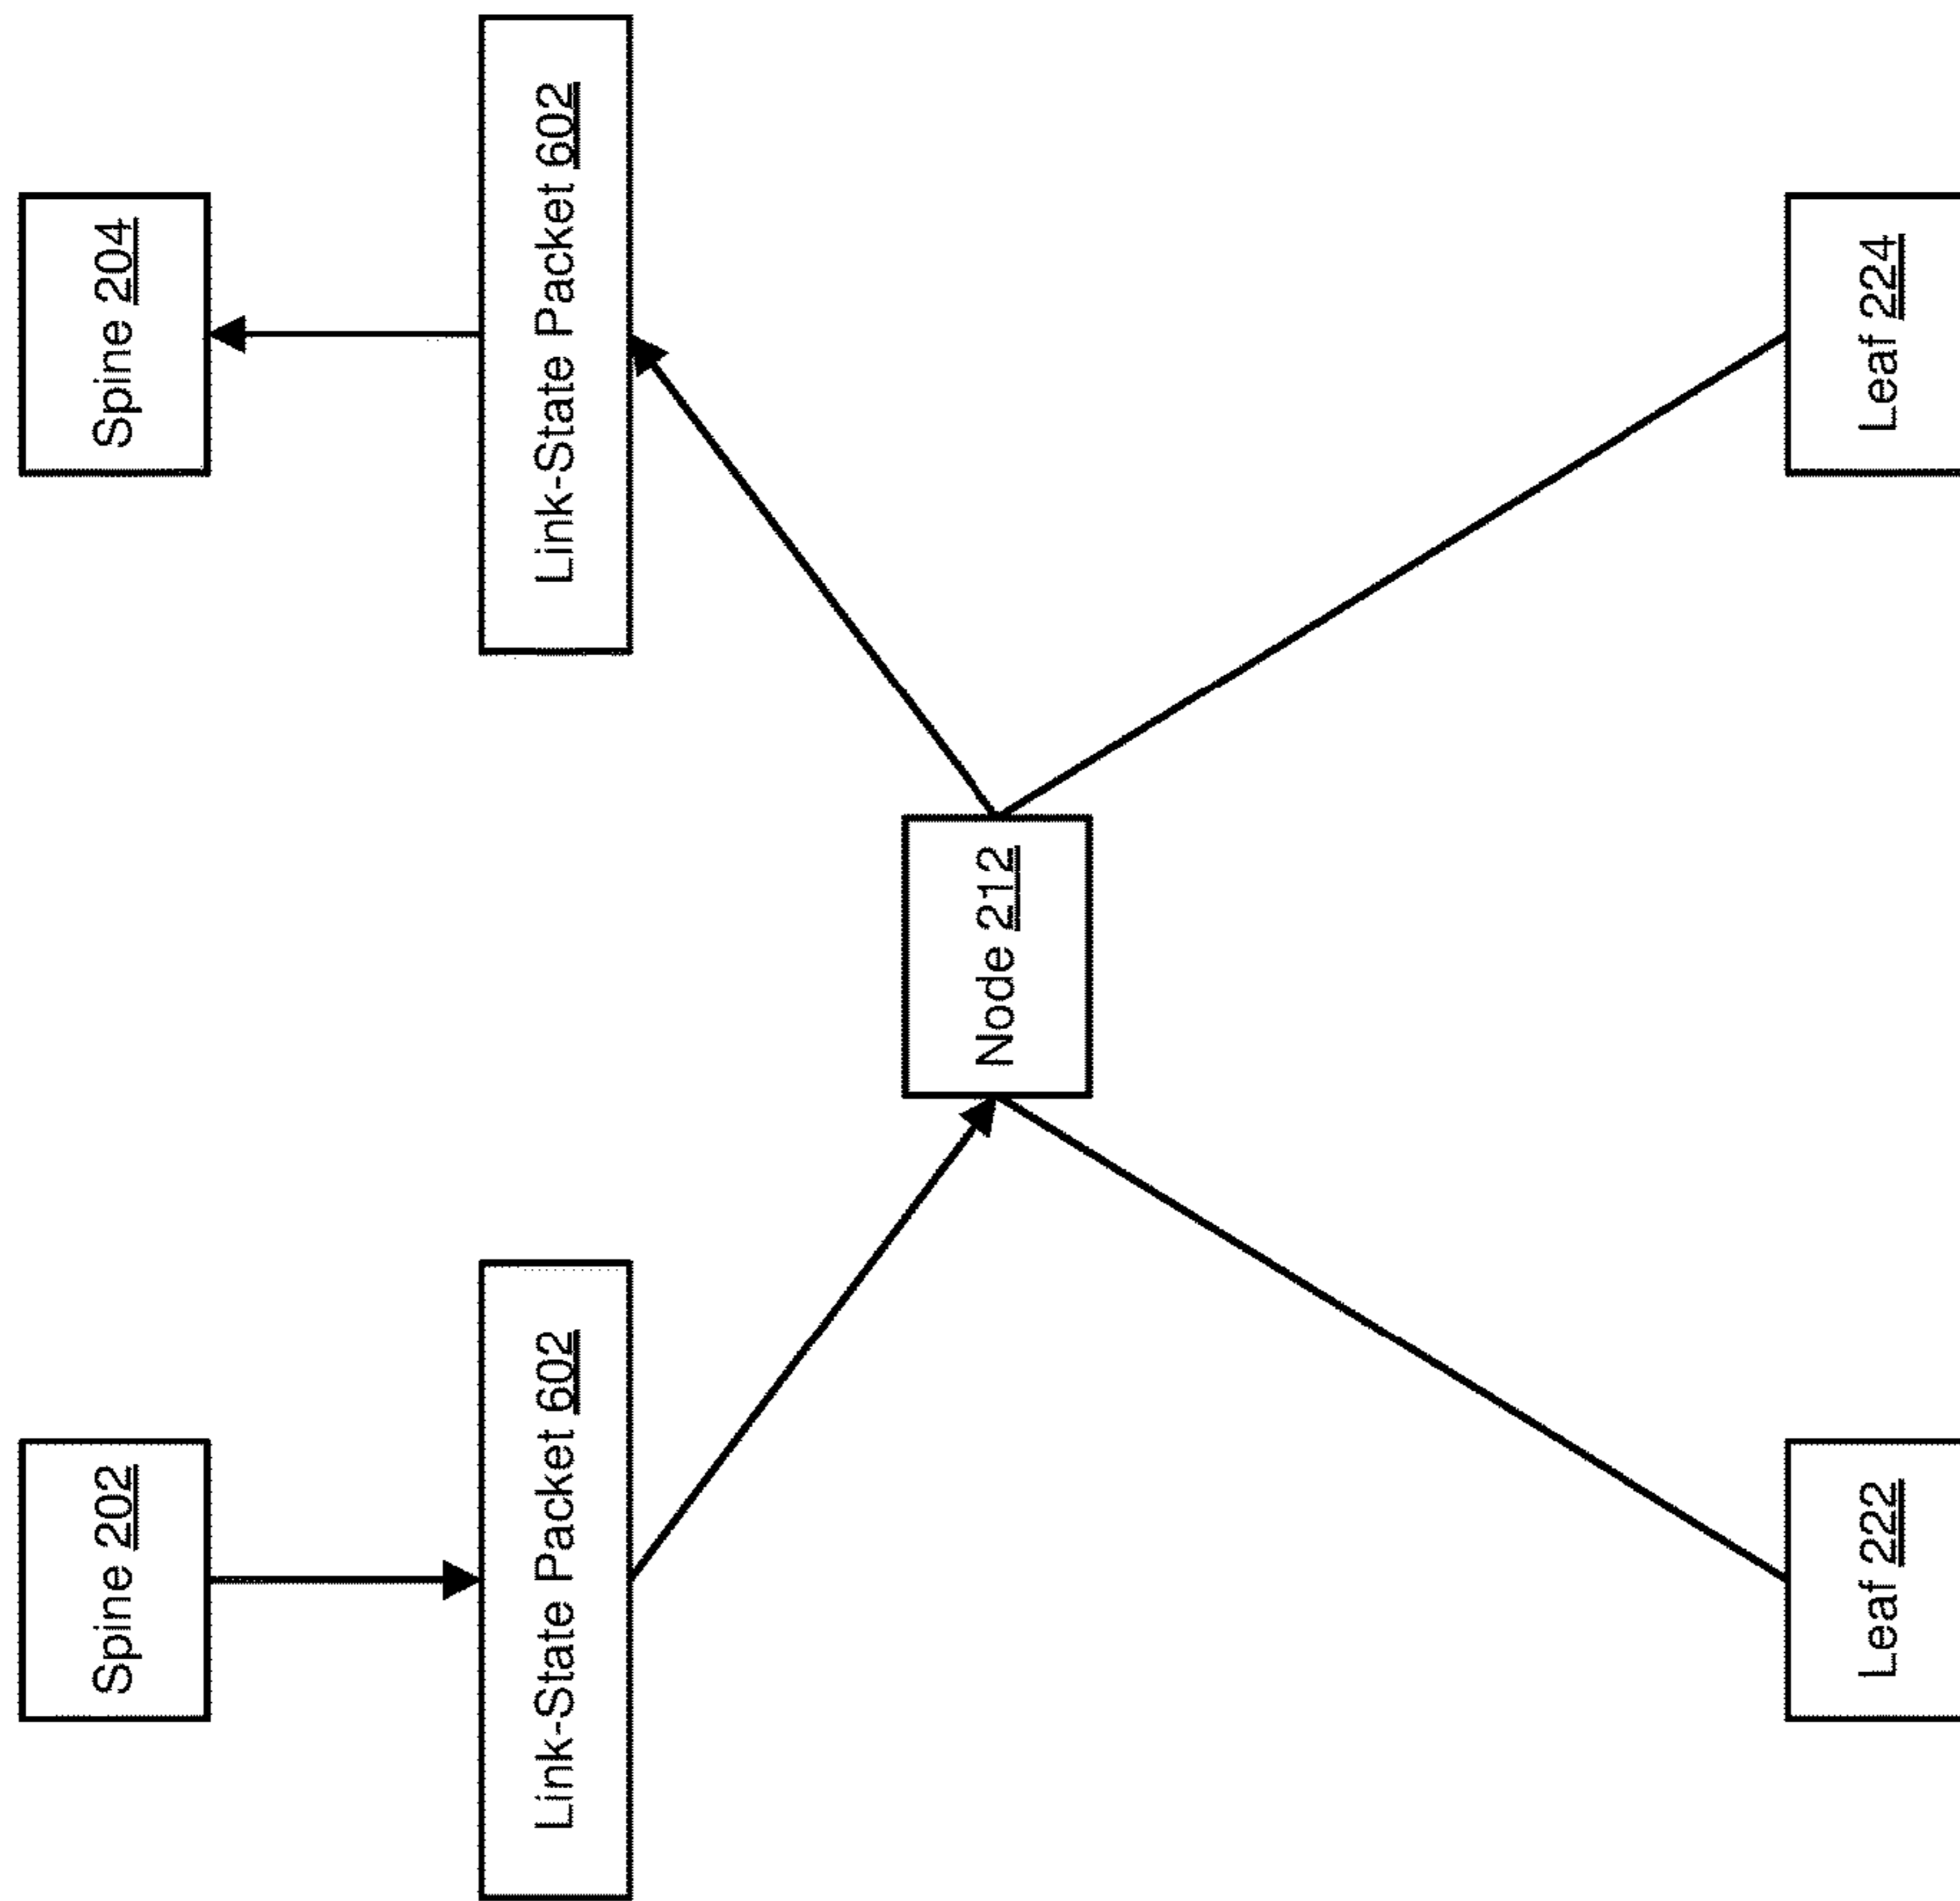 Spine 202
Spine 204
Link-State Packet 602
Link-State Packet 602
Node 212
Leaf 222
Leaf 224